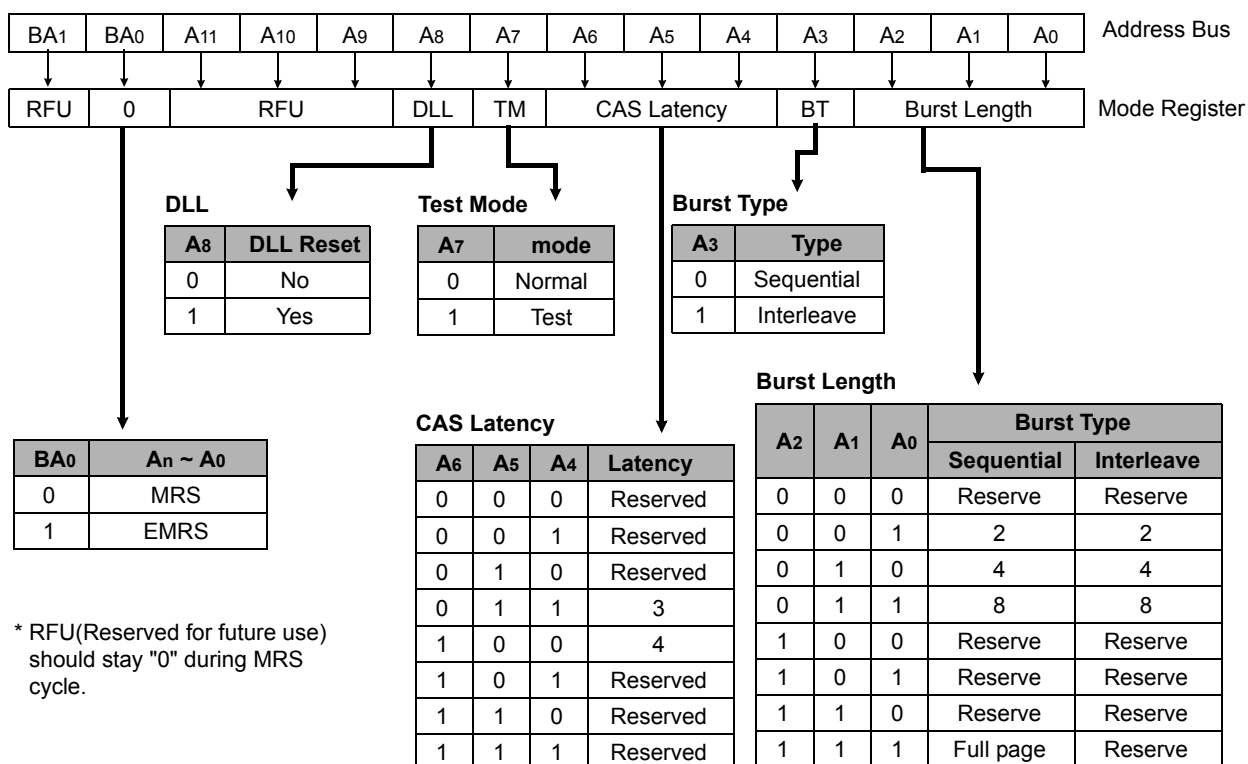 BA1 BA0 A11 A10 A9 A8 A7 A6 A5 A4 A3 A2 A1 A0 Address Bus
RFU 0 RFU DLL TM CAS Latency BT Burst Length Mode Register
DLL
A8 DLL Reset
0 No
1 Yes
Test Mode
A7 mode
0 Normal
1 Test
Burst Type
A3 Type
0 Sequential
1 Interleave
BA0 An ~ A0
0 MRS
1 EMRS
* RFU(Reserved for future use)
should stay "0" during MRS
cycle.
CAS Latency
A6 A5 A4 Latency
0 0 0 Reserved
0 0 1 Reserved
0 1 0 Reserved
0 1 1 3
1 0 0 4
1 0 1 Reserved
1 1 0 Reserved
1 1 1 Reserved
Burst Length
A2 A1 A0 Burst Type
Sequential Interleave
0 0 0 Reserve Reserve
0 0 1 2 2
0 1 0 4 4
0 1 1 8 8
1 0 0 Reserve Reserve
1 0 1 Reserve Reserve
1 1 0 Reserve Reserve
1 1 1 Full page Reserve